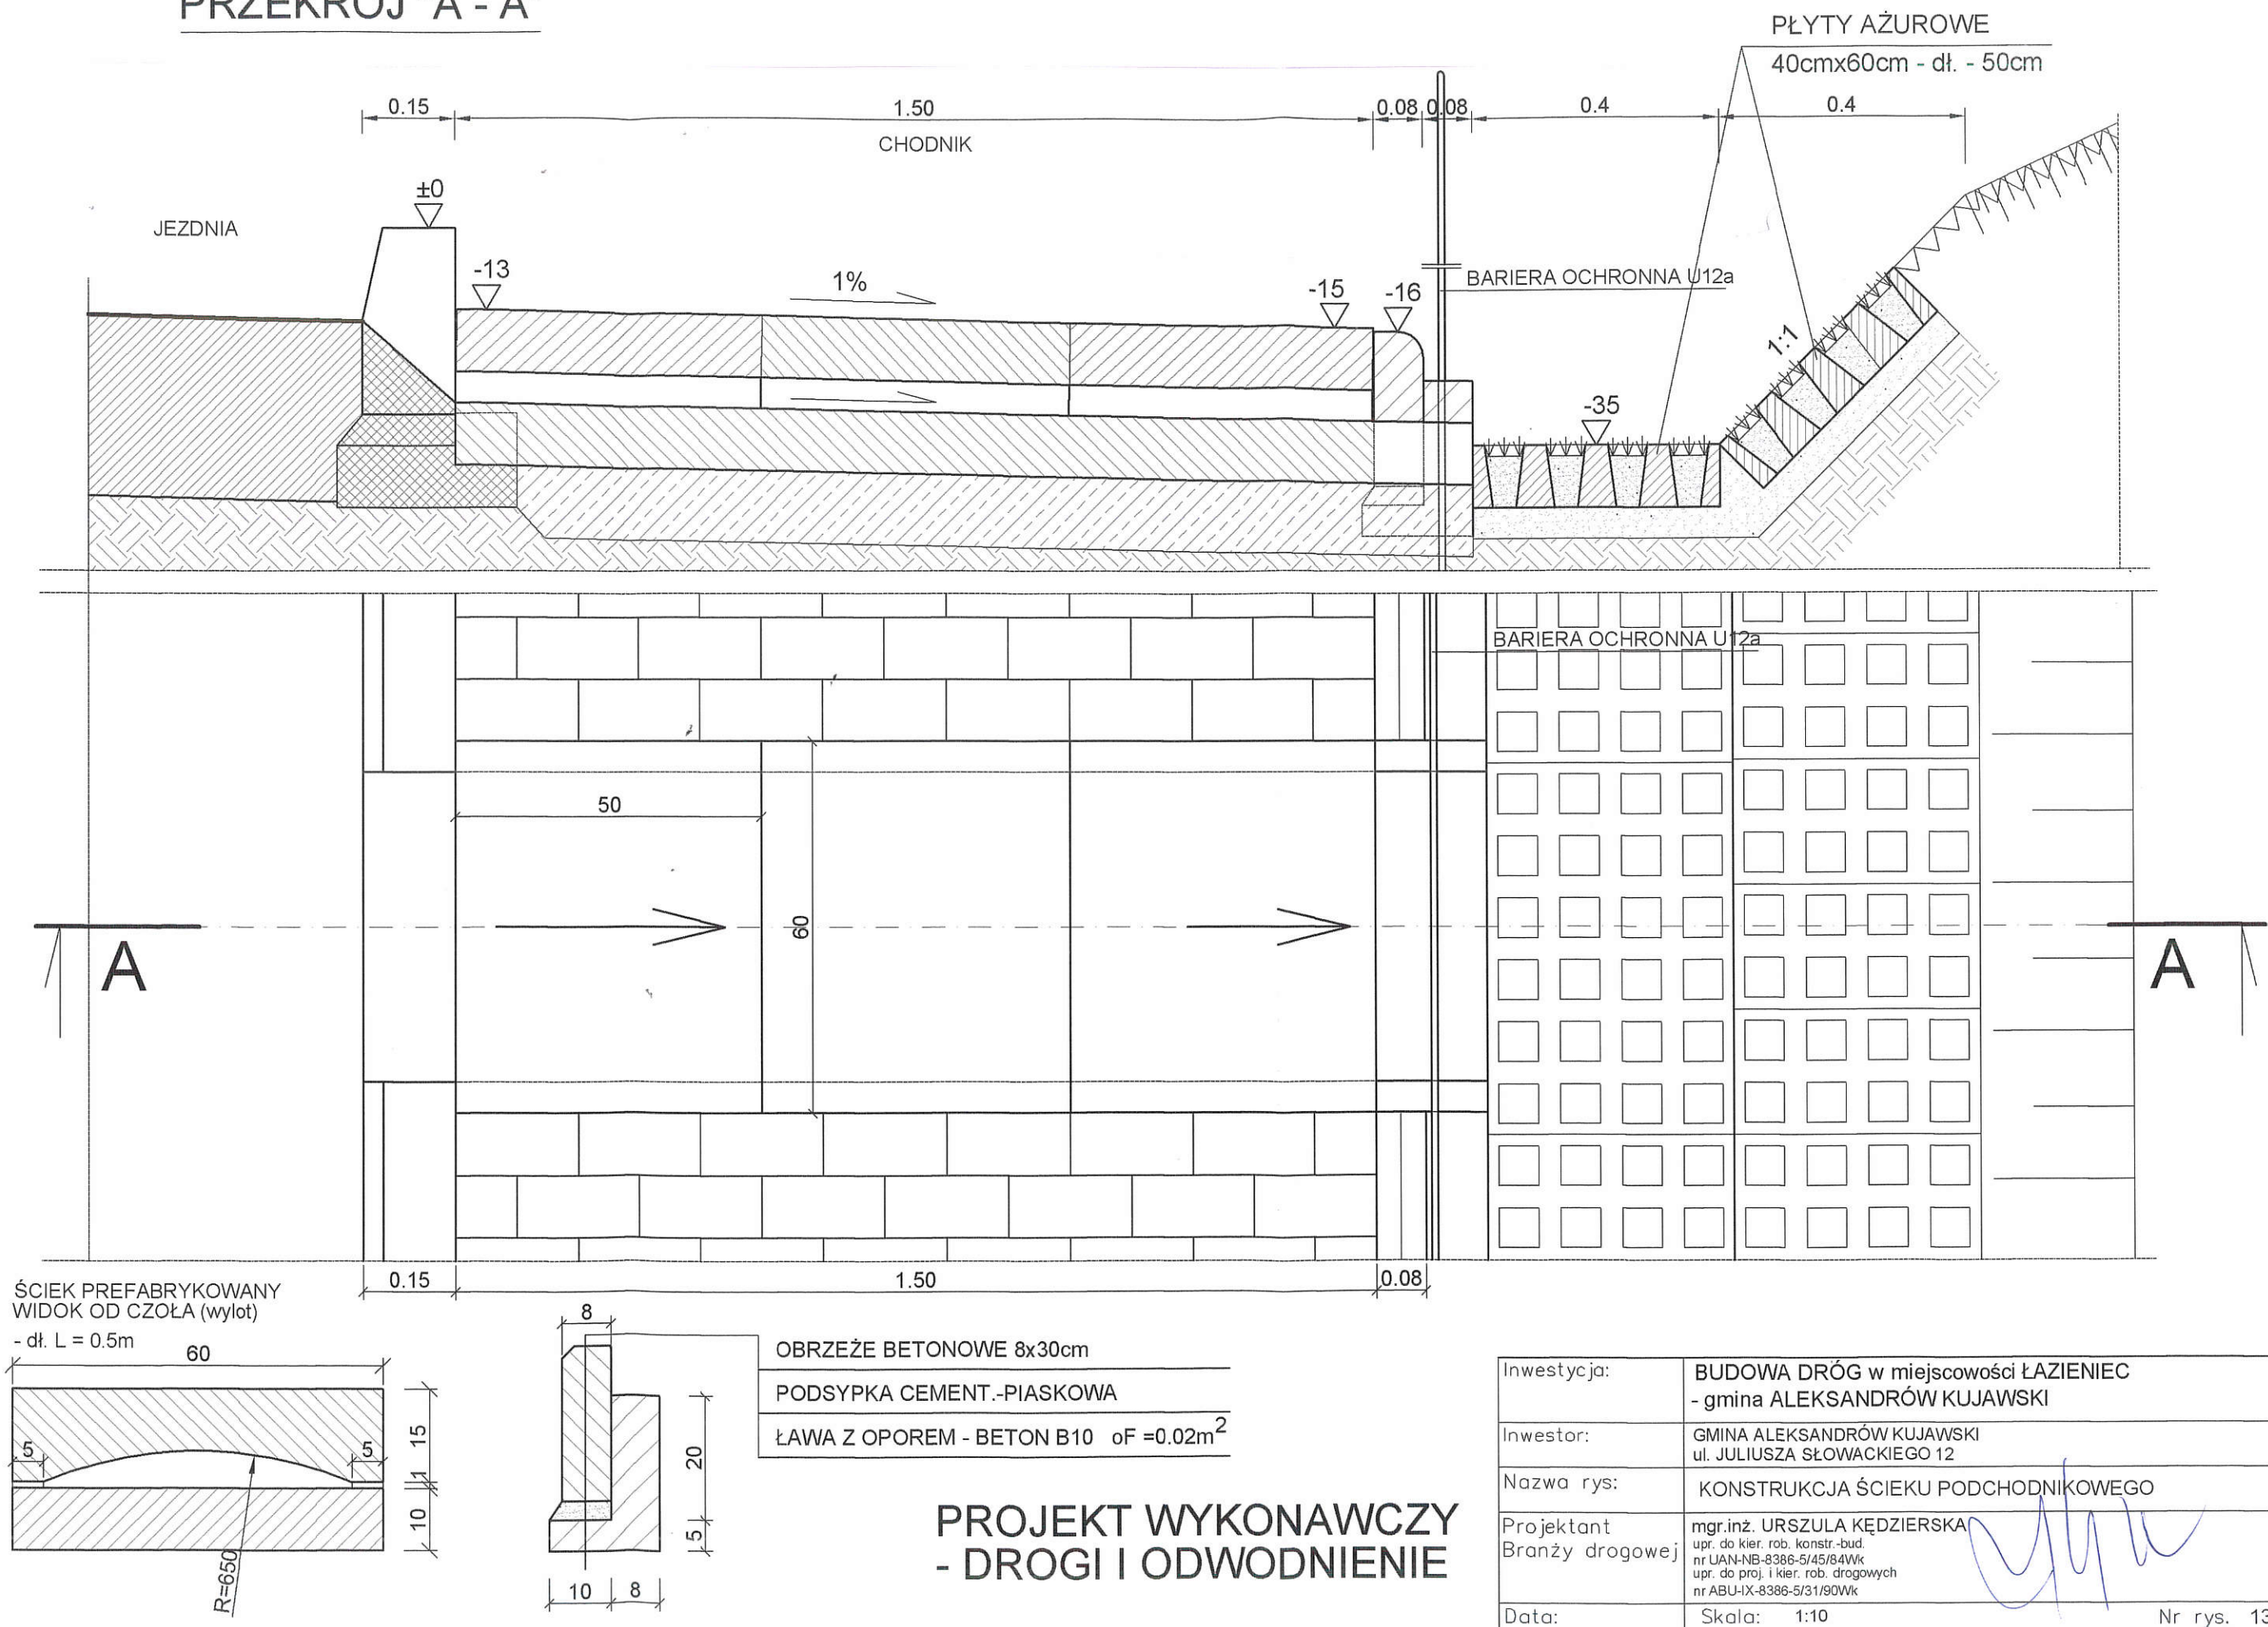 PRZEKRÓJ "A - A"
PŁYTY AŻUROWE
40cmx60cm - dł. - 50cm
0.15
1.50
0.08
0.08
0.4
0.4
CHODNIK
±0
JEZDNIA
-13
1%
-15
-16
BARIERA OCHRONNA U12a
1:1
-35
BARIERA OCHRONNA U12a
50
60
A
A
0.15
1.50
0.08
ŚCIEK PREFABRYKOWANY
WIDOK OD CZOŁA (wylot)
- dł. L = 0.5m
60
5
5
15
1
10
R=650
8
20
5
10
8
OBRZEŻE BETONOWE 8x30cm
PODSYPKA CEMENT.-PIASKOWA
ŁAWA Z OPOREM - BETON B10 oF =0.02m²
PROJEKT WYKONAWCZY
- DROGI I ODWODNIENIE
Inwestycja: BUDOWA DRÓG w miejscowości ŁAZIENIEC
- gmina ALEKSANDRÓW KUJAWSKI
Inwestor: GMINA ALEKSANDRÓW KUJAWSKI
ul. JULIUSZA SŁOWACKIEGO 12
Nazwa rys: KONSTRUKCJA ŚCIEKU PODCHODNIKOWEGO
Projektant
Branży drogowej
mgr.inż. URSZULA KĘDZIERSKA
upr. do kier. rob. konstr.-bud.
nr UAN-NB-8386-5/45/84Wk
upr. do proj. i kier. rob. drogowych
nr ABU-IX-8386-5/31/90Wk
Data: Skala: 1:10 Nr rys. 13